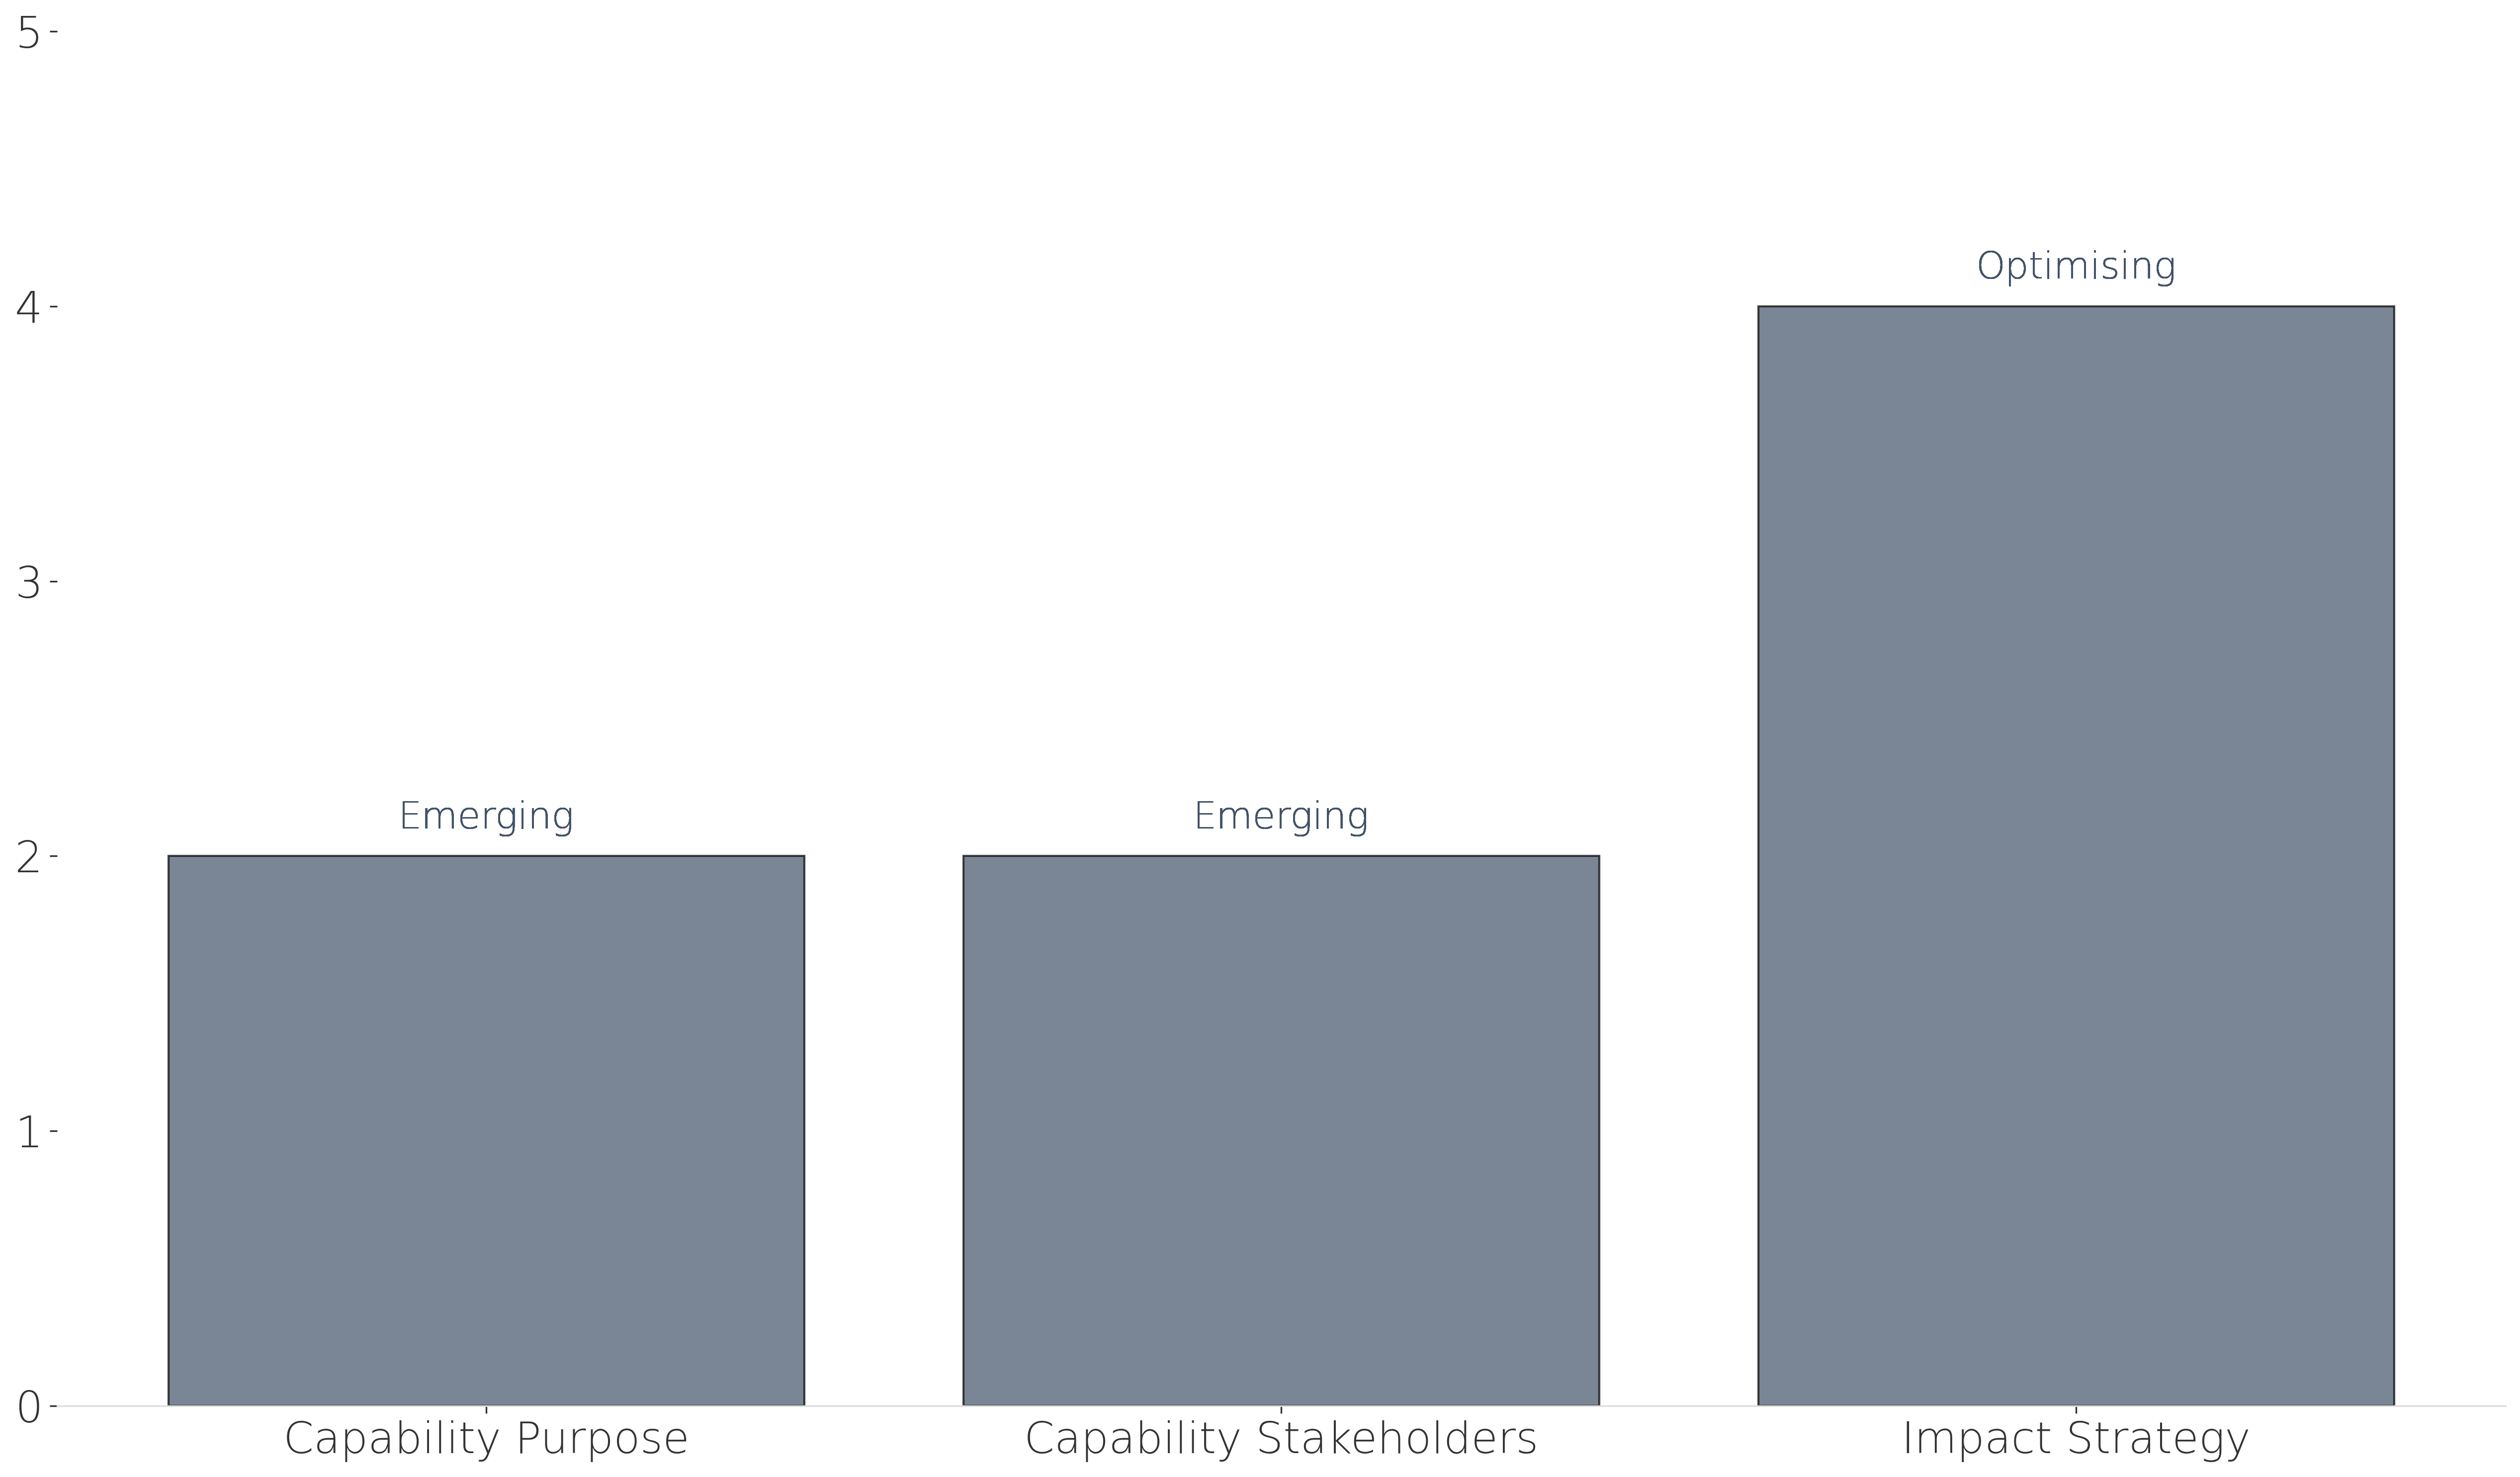 5
4
3
2
1
0
Optimising
Emerging
Emerging
Capability Purpose
Capability Stakeholders
Impact Strategy